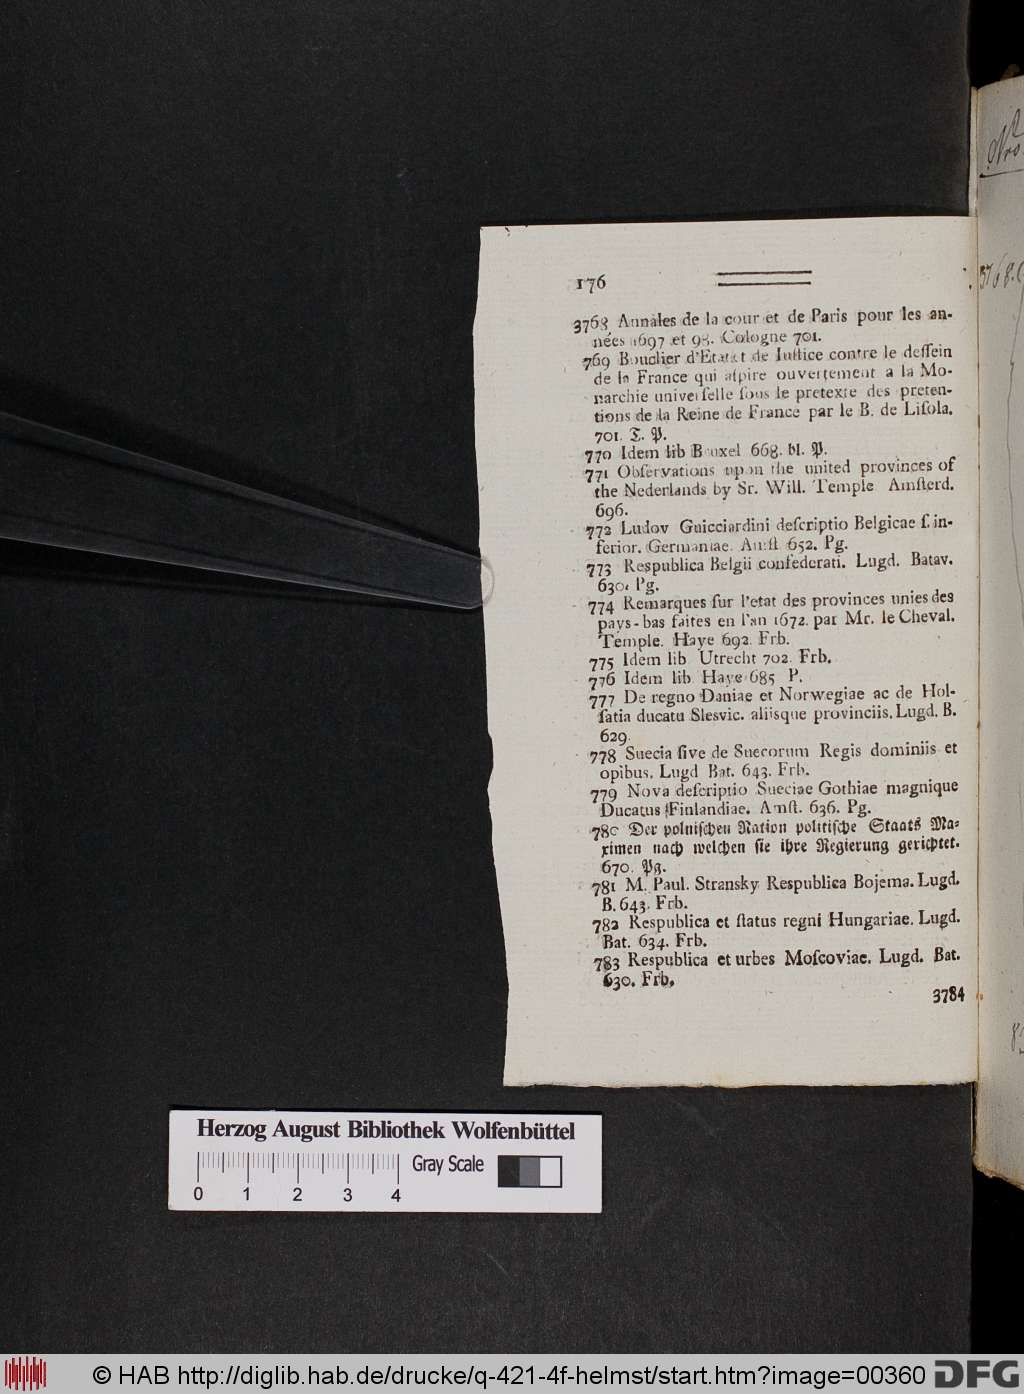 176
3768 Annales de la cour et de Paris pour les an-
nées 1697 et 98. Cologne 701.
769 Bouclier d'Etat et de Iuſtice contre le deſſein
de la France qui aſpire ouvertement a la Mo-
narchie univerſelle ſous le pretexte des preten-
tions de la Reine de France par le B. de Liſola.
701. T. P.
770 Idem lib Bruxel 668. bl. P.
771 Obſervations upon the united provinces of
the Nederlands by Sr. Will. Temple Amſterd.
696.
772 Ludov Guicciardini deſcriptio Belgicae ſ. in-
ferior. Germaniae. Amſt 652. Pg.
773 Respublica Belgii confederati. Lugd. Batav.
630. Pg.
774 Remarques ſur l'etat des provinces unies des
pays-bas faites en l'an 1672. par Mr. le Cheval.
Temple. Haye 692. Frb.
775 Idem lib Utrecht 702. Frb.
776 Idem lib Haye 685 P.
777 De regno Daniae et Norwegiae ac de Hol-
ſatia ducatu Slesvic. aliisque provinciis. Lugd. B.
629.
778 Suecia ſive de Suecorum Regis dominiis et
opibus. Lugd Bat. 643. Frb.
779 Nova deſcriptio Sueciae Gothiae magnique
Ducatus Finlandiae. Amſt. 636. Pg.
780 Der polniſchen Nation politiſche Staats Ma-
ximen nach welchen ſie ihre Regierung gerichtet.
670. Pg.
781 M. Paul. Stransky Respublica Bojema. Lugd.
B. 643. Frb.
782 Respublica et ſtatus regni Hungariae. Lugd.
Bat. 634. Frb.
783 Respublica et urbes Moſcoviae. Lugd. Bat.
630. Frb.
3784
Nro
3768.
Herzog August Bibliothek Wolfenbüttel
Gray Scale
0 1 2 3 4
© HAB http://diglib.hab.de/drucke/q-421-4f-helmst/start.htm?image=00360
DFG